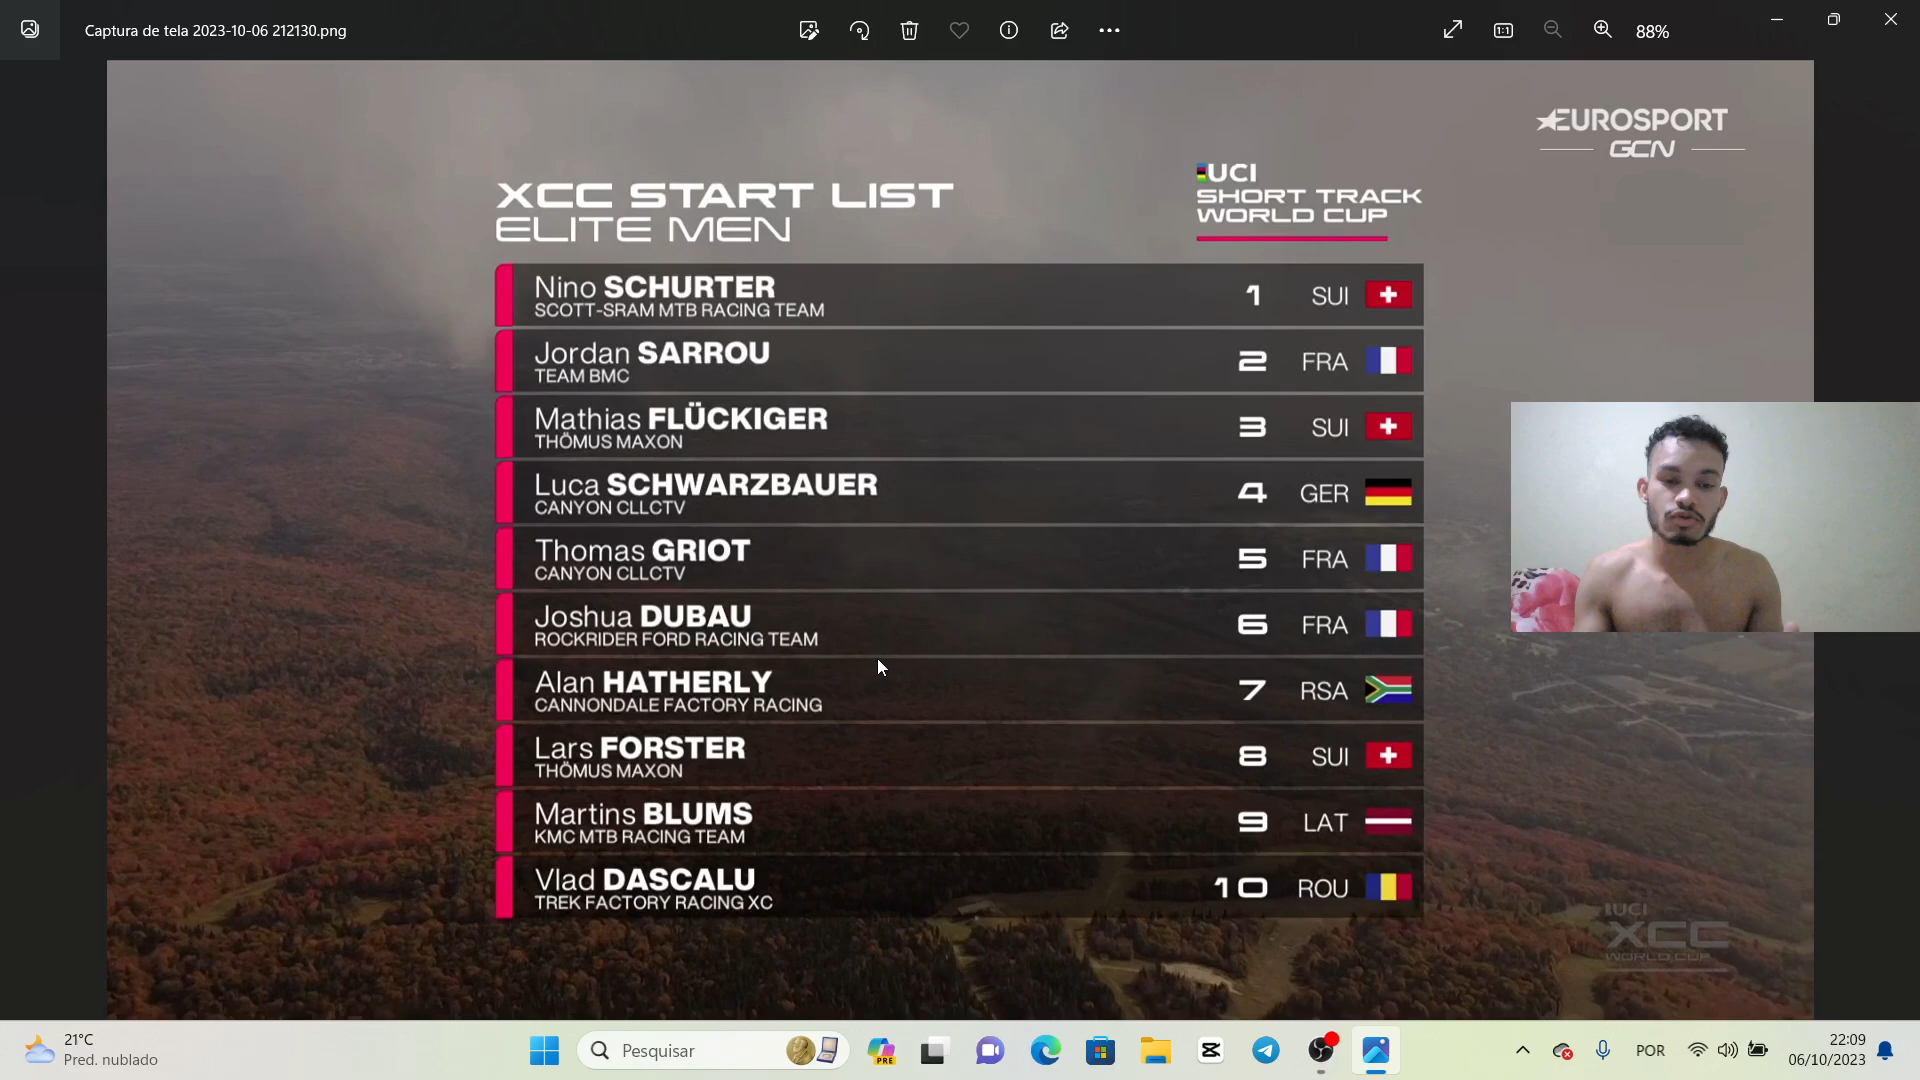 Captura de tela 2023-10-06 212130.png
88%
EUROSPORT
GCN
XCC START LIST
ELITE MEN
UCI
SHORT TRACK
WORLD CUP
Nino SCHURTER
SCOTT-SRAM MTB RACING TEAM
1 SUI
Jordan SARROU
TEAM BMC
2 FRA
Mathias FLÜCKIGER
THÖMUS MAXON
3 SUI
Luca SCHWARZBAUER
CANYON CLLCTV
4 GER
Thomas GRIOT
CANYON CLLCTV
5 FRA
Joshua DUBAU
ROCKRIDER FORD RACING TEAM
6 FRA
Alan HATHERLY
CANNONDALE FACTORY RACING
7 RSA
Lars FORSTER
THÖMUS MAXON
8 SUI
Martins BLUMS
KMC MTB RACING TEAM
9 LAT
Vlad DASCALU
TREK FACTORY RACING XC
10 ROU
UCI
XCC
WORLD CUP
21°C
Pred. nublado
Pesquisar
PRE
POR
22:09
06/10/2023